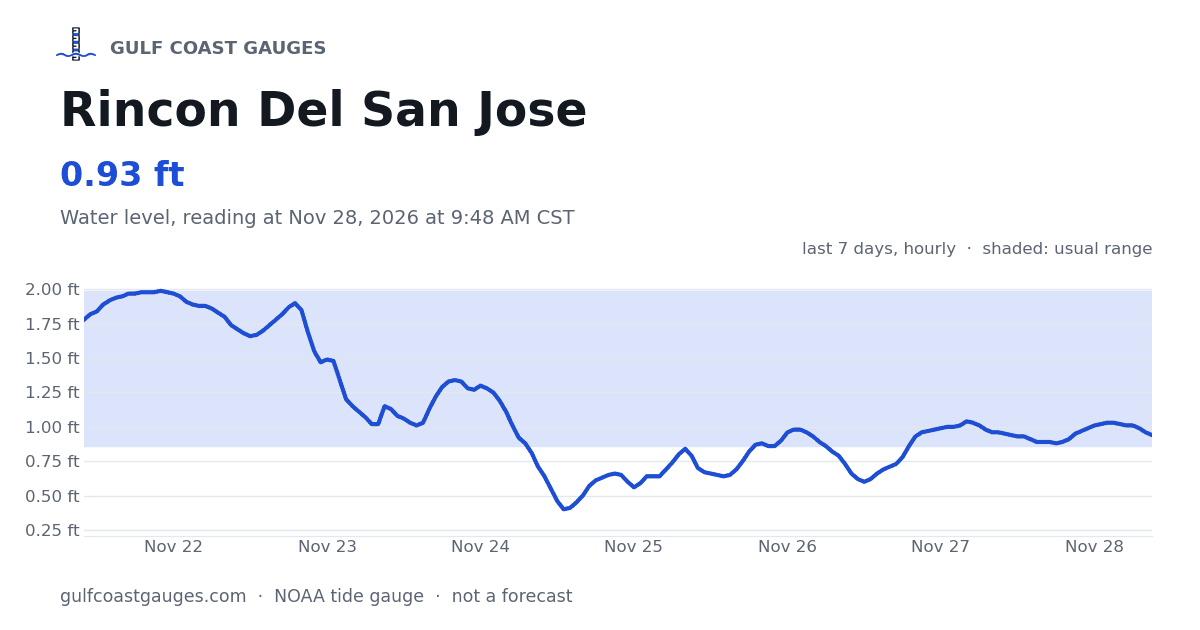 GULF COAST GAUGES
Rincon Del San Jose
0.93 ft
Water level, reading at Nov 28, 2026 at 9:48 AM CST
last 7 days, hourly · shaded: usual range
2.00 ft
1.75 ft
1.50 ft
1.25 ft
1.00 ft
0.75 ft
0.50 ft
0.25 ft
Nov 22 Nov 23 Nov 24 Nov 25 Nov 26 Nov 27 Nov 28
gulfcoastgauges.com · NOAA tide gauge · not a forecast